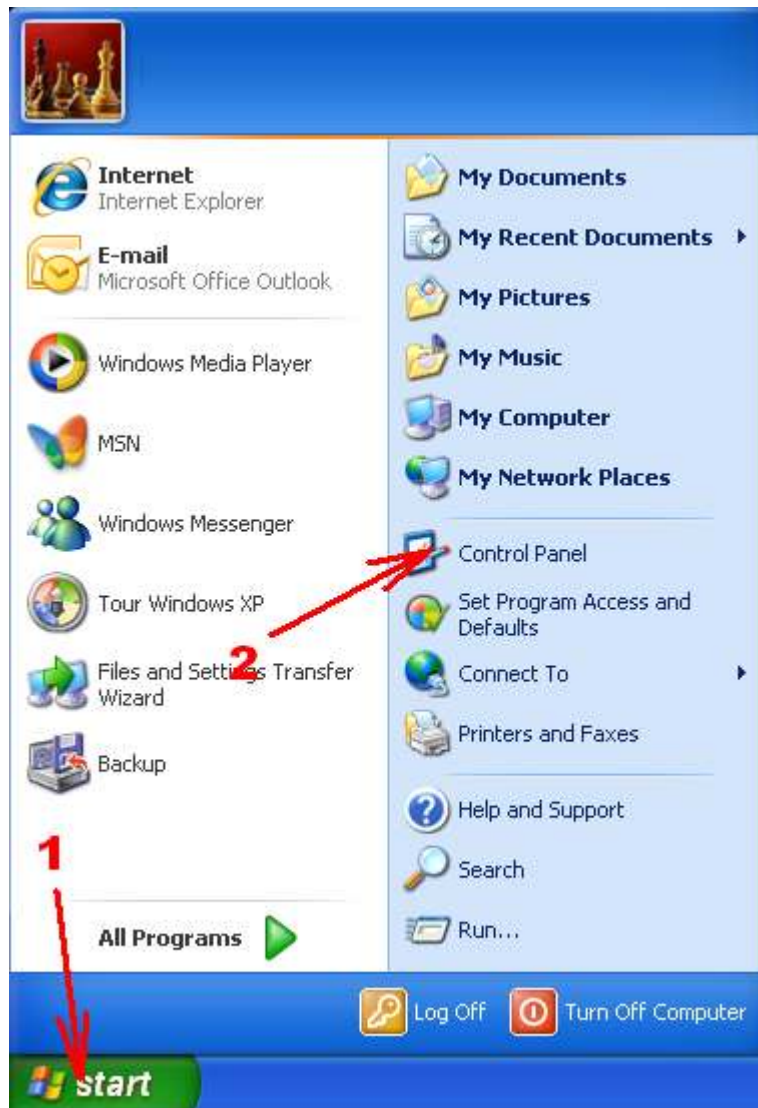 Internet
Internet Explorer
E-mail
Microsoft Office Outlook
Windows Media Player
MSN
Windows Messenger
Tour Windows XP
2
Files and Settings Transfer
Wizard
Backup
1
All Programs
My Documents
My Recent Documents
My Pictures
My Music
My Computer
My Network Places
Control Panel
Set Program Access and
Defaults
Connect To
Printers and Faxes
Help and Support
Search
Run...
Log Off
Turn Off Computer
start